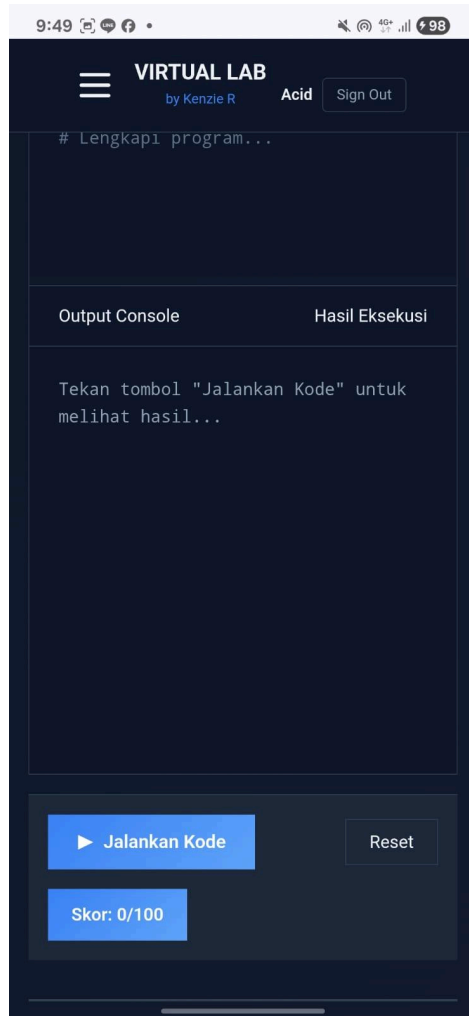 9:49
4G+
98
VIRTUAL LAB
by Kenzie R
Acid
Sign Out
# Lengkapi program...
Output Console
Hasil Eksekusi
Tekan tombol "Jalankan Kode" untuk
melihat hasil...
Jalankan Kode
Reset
Skor: 0/100